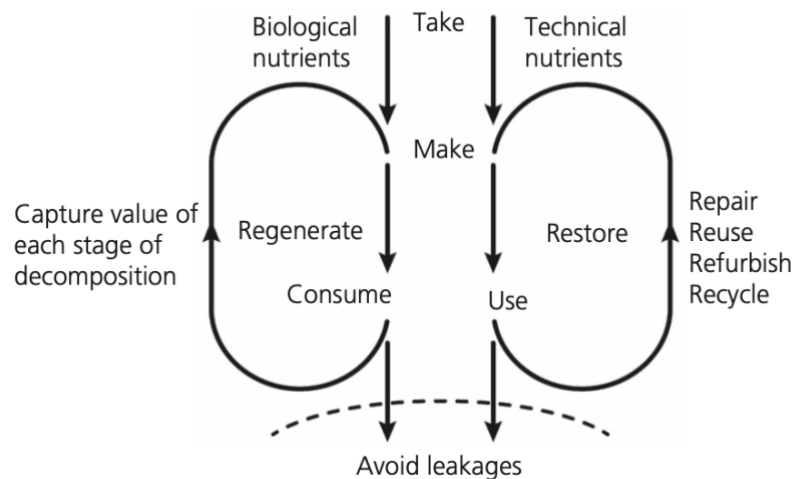 Biological
nutrients
Take
Technical
nutrients
Make
Capture value of
each stage of
decomposition
Regenerate
Restore
Repair
Reuse
Refurbish
Recycle
Consume
Use
Avoid leakages